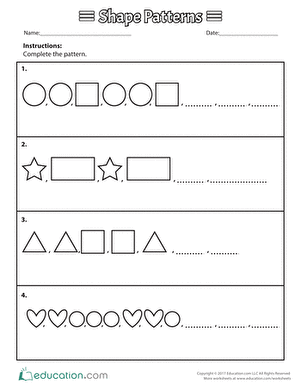 Shape Patterns
Name: Date:
Instructions:
Complete the pattern.
1.
2.
3.
4.
education.com
Copyright © 2017 Education.com LLC All Rights Reserved
More worksheets at www.education.com/worksheets